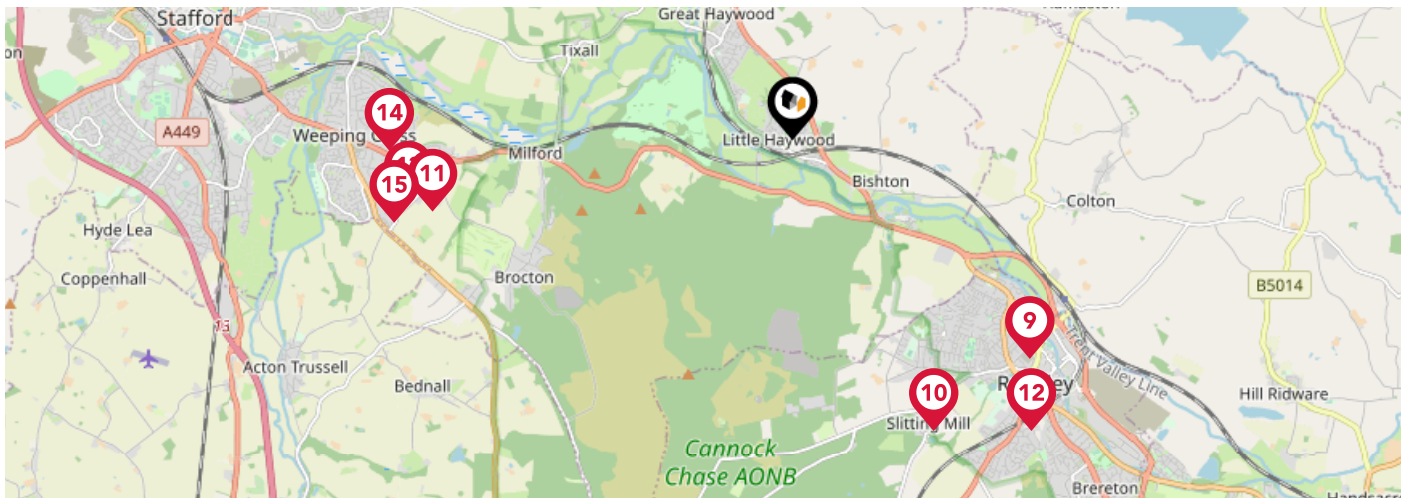 Stafford
Great Haywood
Tixall
14
A449
Weeping Cross
Milford
Little Haywood
11
15
Bishton
Colton
Hyde Lea
Coppenhall
Brocton
B5014
9
13
Acton Trussell
Bednall
Trent Valley Line
10
12
Hill Ridware
Slitting Mill
Cannock
Chase AONB
Brereton